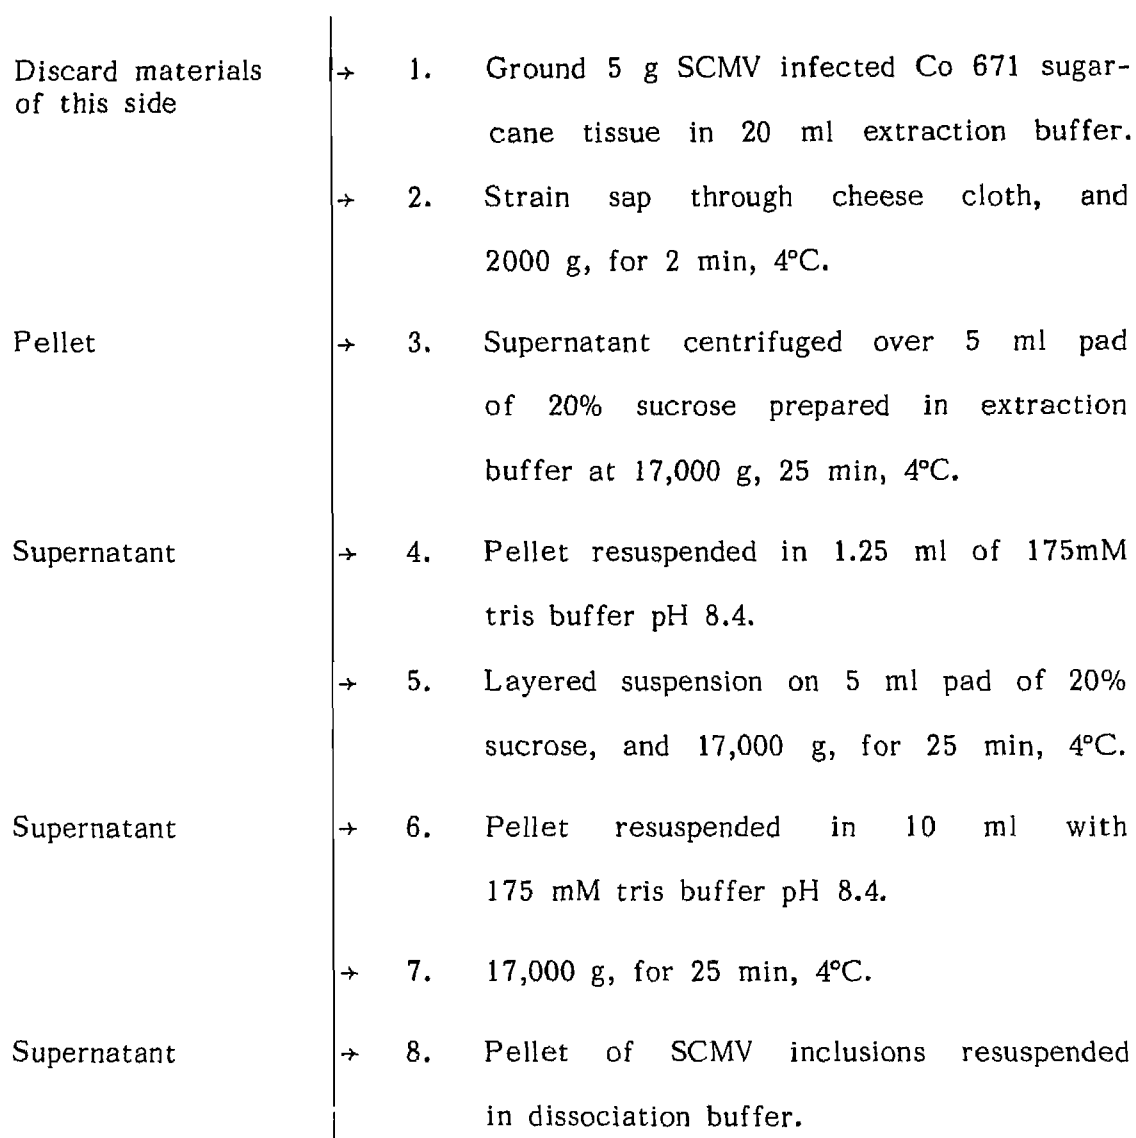 Discard materials → 1. Ground 5 g SCMV infected Co 671 sugar-
of this side
cane tissue in 20 ml extraction buffer.
→ 2. Strain sap through cheese cloth, and
2000 g, for 2 min, 4°C.
Pellet → 3. Supernatant centrifuged over 5 ml pad
of 20% sucrose prepared in extraction
buffer at 17,000 g, 25 min, 4°C.
Supernatant → 4. Pellet resuspended in 1.25 ml of 175mM
tris buffer pH 8.4.
→ 5. Layered suspension on 5 ml pad of 20%
sucrose, and 17,000 g, for 25 min, 4°C.
Supernatant → 6. Pellet resuspended in 10 ml with
175 mM tris buffer pH 8.4.
→ 7. 17,000 g, for 25 min, 4°C.
Supernatant → 8. Pellet of SCMV inclusions resuspended
in dissociation buffer.